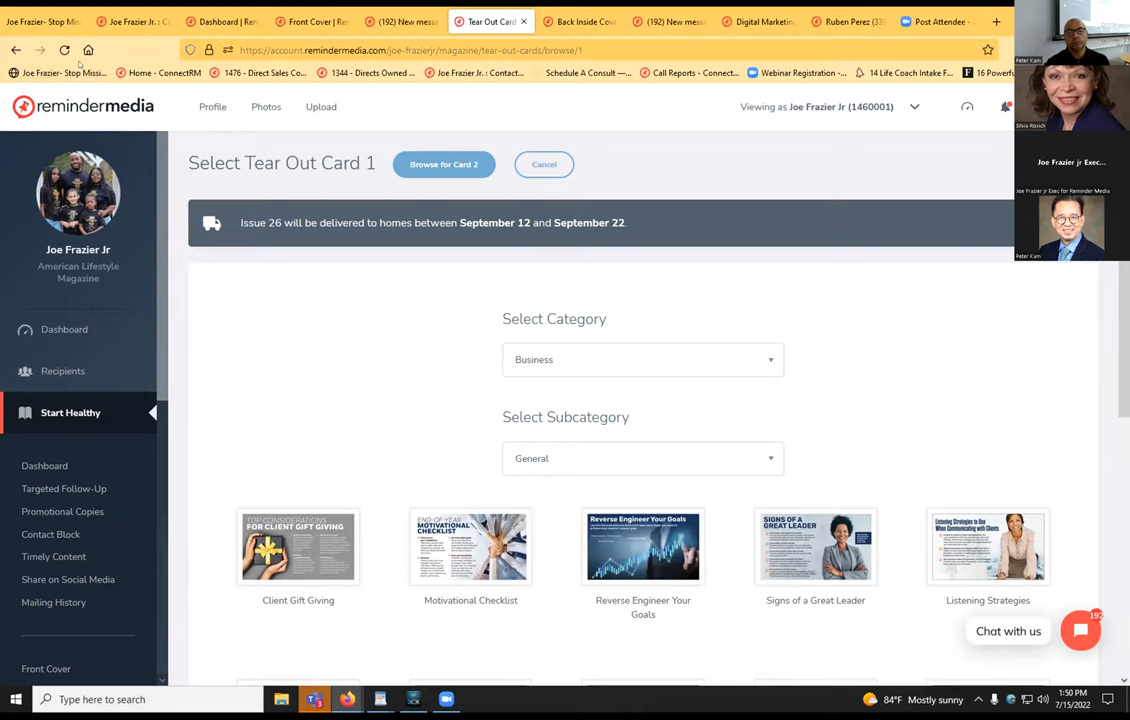 Joe Frazier- Stop Mis
Joe Frazier Jr. : Co
Dashboard | Ren
Front Cover | Ren
(192) New messa
Tear Out Card
Back Inside Cov
(192) New mess
Digital Marketing
Ruben Perez (33
Post Attendee -
https://account.remindermedia.com/joe-frazierjr/magazine/tear-out-cards/browse/1
Joe Frazier- Stop Missi...
Home - ConnectRM
1476 - Direct Sales Co...
1344 - Directs Owned ...
Joe Frazier Jr. : Contact...
Schedule A Consult —...
Call Reports - Connect...
Webinar Registration -...
14 Life Coach Intake F...
16 Powerf
remindermedia
Profile
Photos
Upload
Viewing as Joe Frazier Jr (1460001)
Peter Kam
Silvia Rosich
Joe Frazier jr Exec...
Joe Frazier jr Exec for Reminder Media
Peter Kam
Joe Frazier Jr
American Lifestyle
Magazine
Dashboard
Recipients
Start Healthy
Dashboard
Targeted Follow-Up
Promotional Copies
Contact Block
Timely Content
Share on Social Media
Mailing History
Front Cover
Select Tear Out Card 1
Browse for Card 2
Cancel
Issue 26 will be delivered to homes between September 12 and September 22.
Select Category
Business
Select Subcategory
General
TOP CONSIDERATIONS
FOR CLIENT GIFT GIVING
END-OF-YEAR
MOTIVATIONAL
CHECKLIST
Reverse Engineer Your Goals
SIGNS OF A
GREAT LEADER
Listening Strategies to Use
When Communicating with Clients
Client Gift Giving
Motivational Checklist
Reverse Engineer Your
Goals
Signs of a Great Leader
Listening Strategies
Chat with us
192
Type here to search
84°F Mostly sunny
1:50 PM
7/15/2022